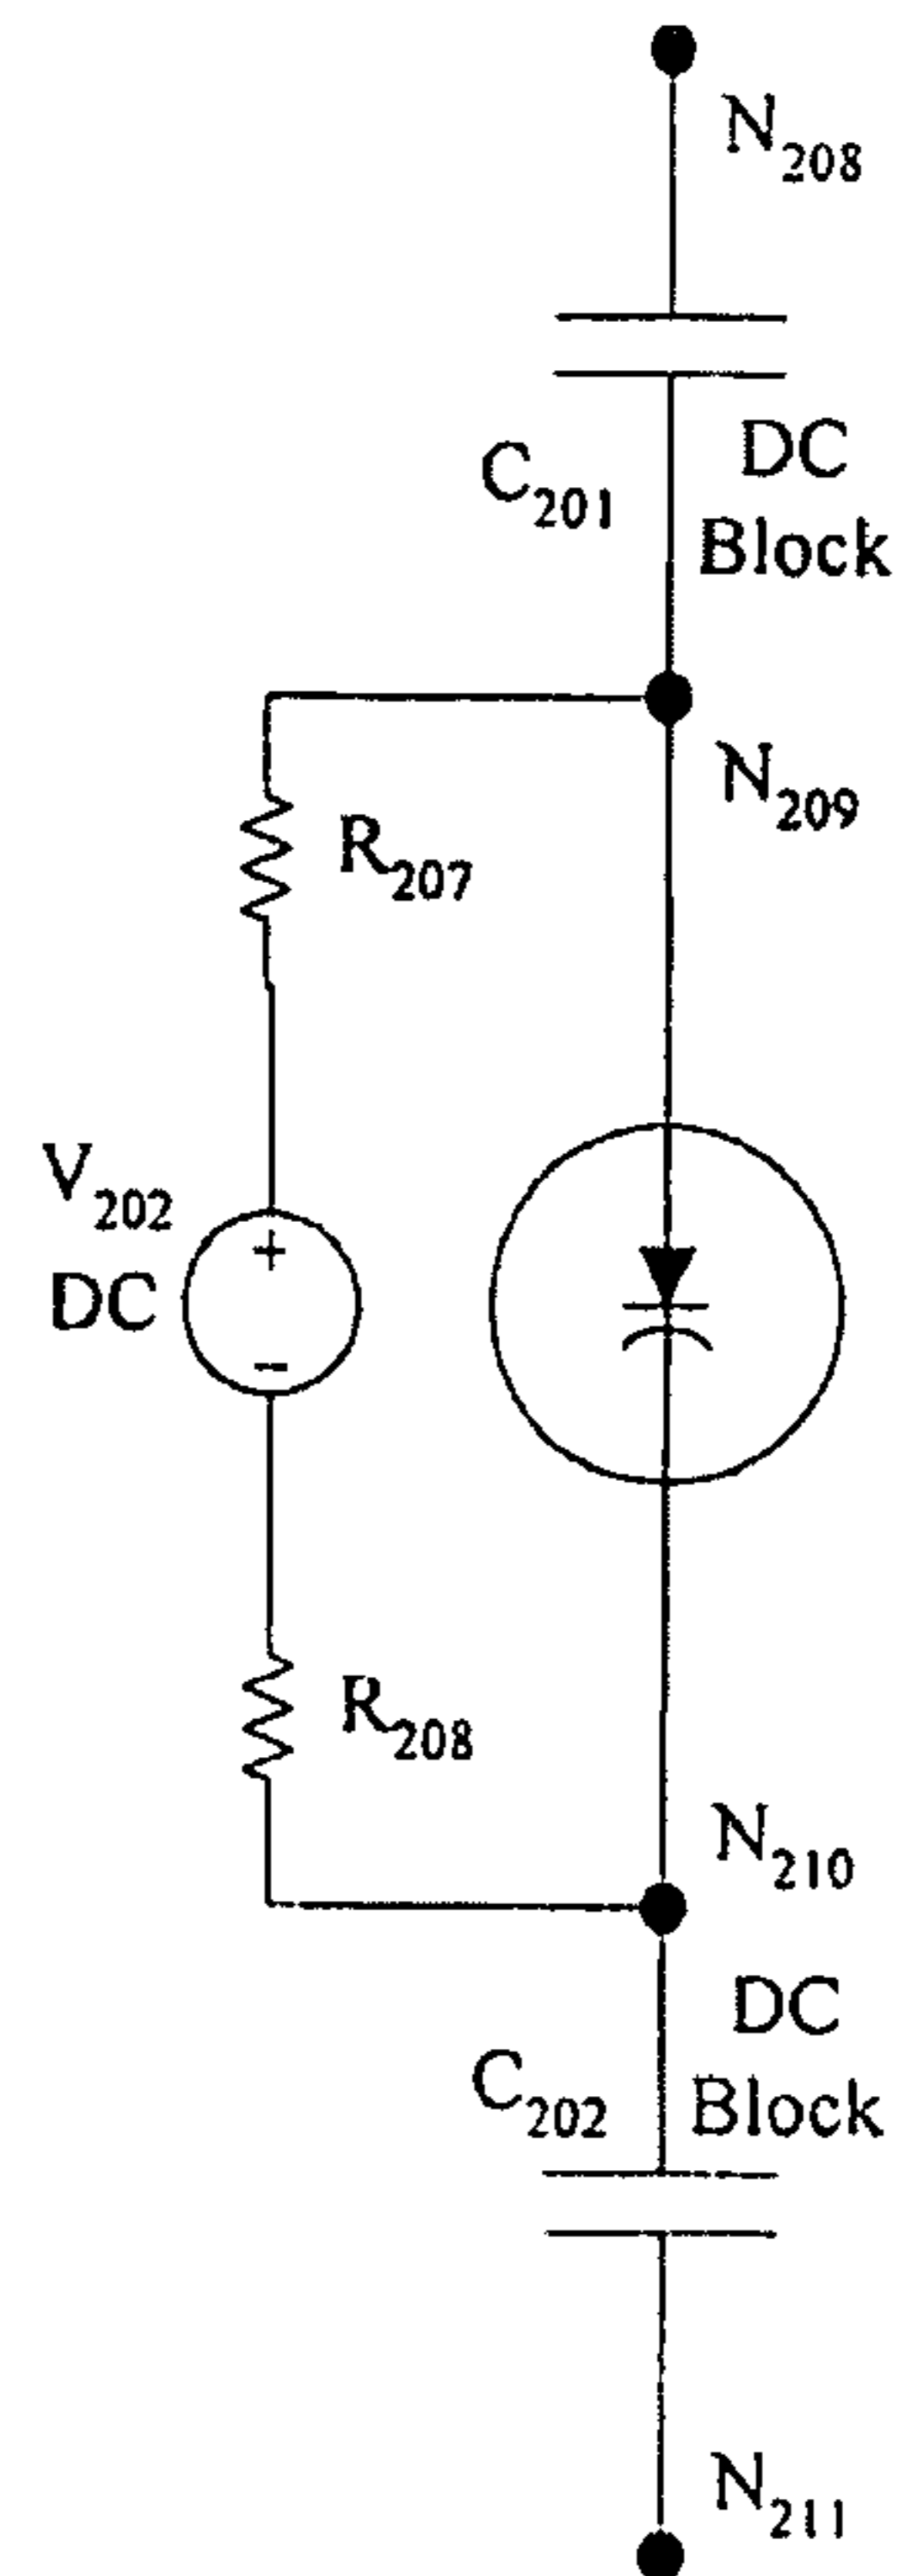 N208
C201
DC
Block
N209
R207
V202
DC
+
−
R208
N210
C202
DC
Block
N211